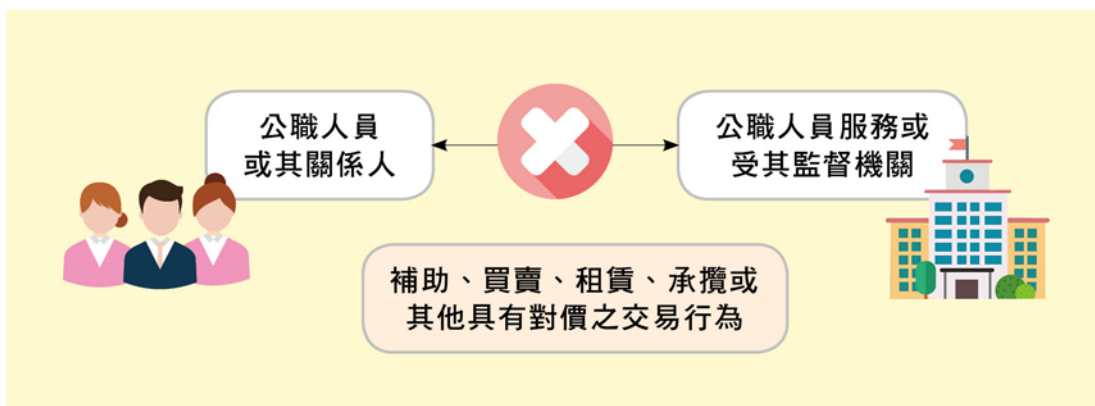 公職人員
或其關係人
公職人員服務或
受其監督機關
補助、買賣、租賃、承攬或
其他具有對價之交易行為